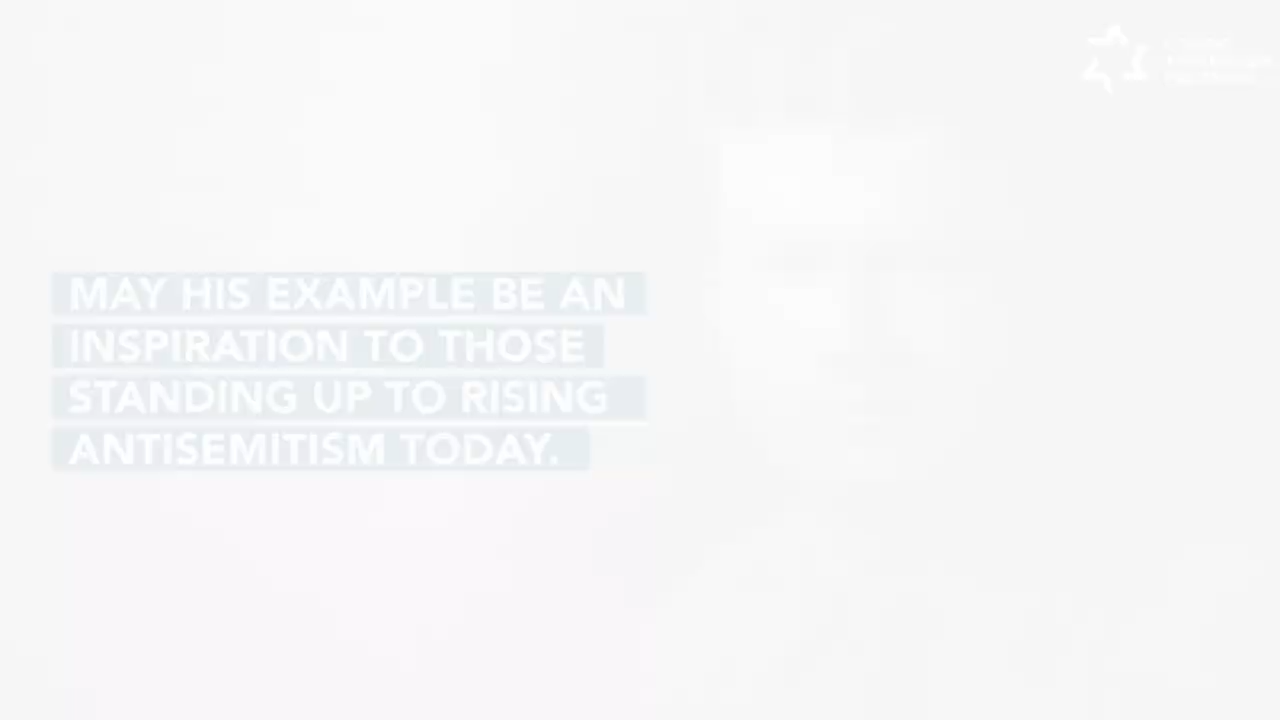 MAY HIS EXAMPLE BE AN
INSPIRATION TO THOSE
STANDING UP TO RISING
ANTISEMITISM TODAY.